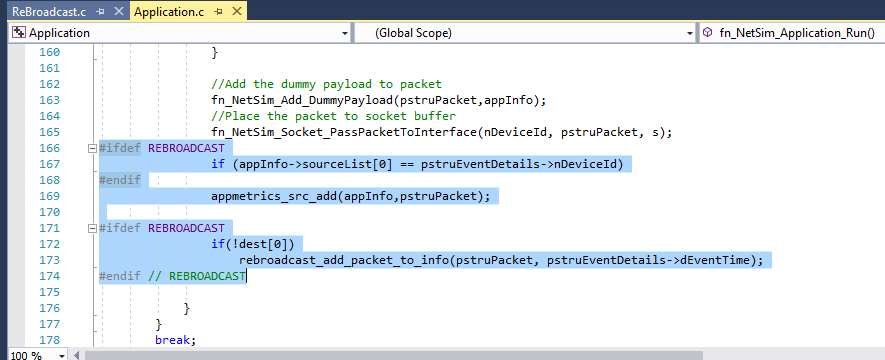 ReBroadcast.c
Application.c
Application
(Global Scope)
fn_NetSim_Application_Run()
160 }
161
162 //Add the dummy payload to packet
163 fn_NetSim_Add_DummyPayload(pstruPacket,appInfo);
164 //Place the packet to socket buffer
165 fn_NetSim_Socket_PassPacketToInterface(nDeviceId, pstruPacket, s);
166 #ifdef REBROADCAST
167 if (appInfo->sourceList[0] == pstruEventDetails->nDeviceId)
168 #endif
169 appmetrics_src_add(appInfo,pstruPacket);
170
171 #ifdef REBROADCAST
172 if(!dest[0])
173 rebroadcast_add_packet_to_info(pstruPacket, pstruEventDetails->dEventTime);
174 #endif // REBROADCAST
175
176 }
177 }
178 break;
100 %